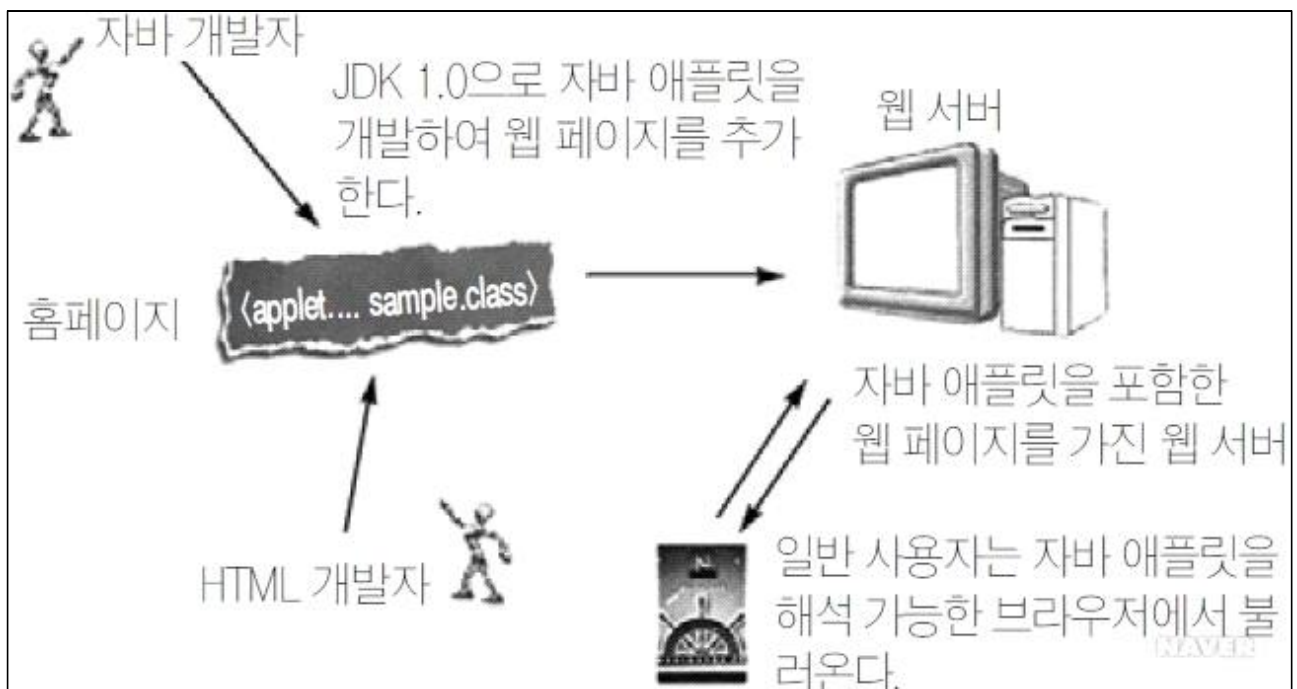 자바 개발자
JDK 1.0으로 자바 애플릿을
개발하여 웹 페이지를 추가
한다.
웹 서버
홈페이지
〈applet.... sample.class〉
자바 애플릿을 포함한
웹 페이지를 가진 웹 서버
HTML 개발자
일반 사용자는 자바 애플릿을
해석 가능한 브라우저에서 불
러온다.
NAVER